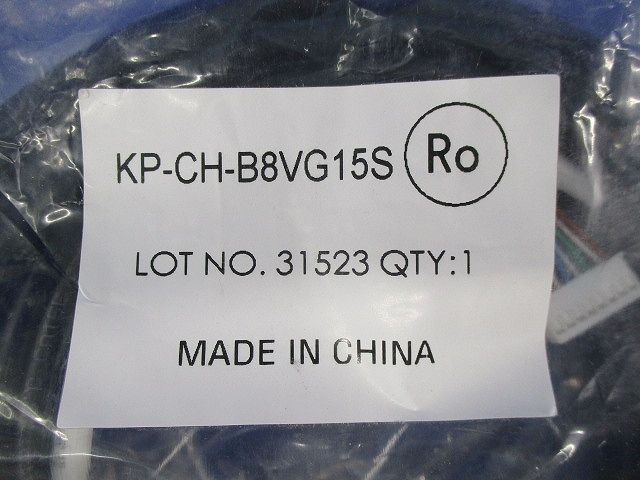 KP-CH-B8VG15S Ro
LOT NO. 31523 QTY:1
MADE IN CHINA